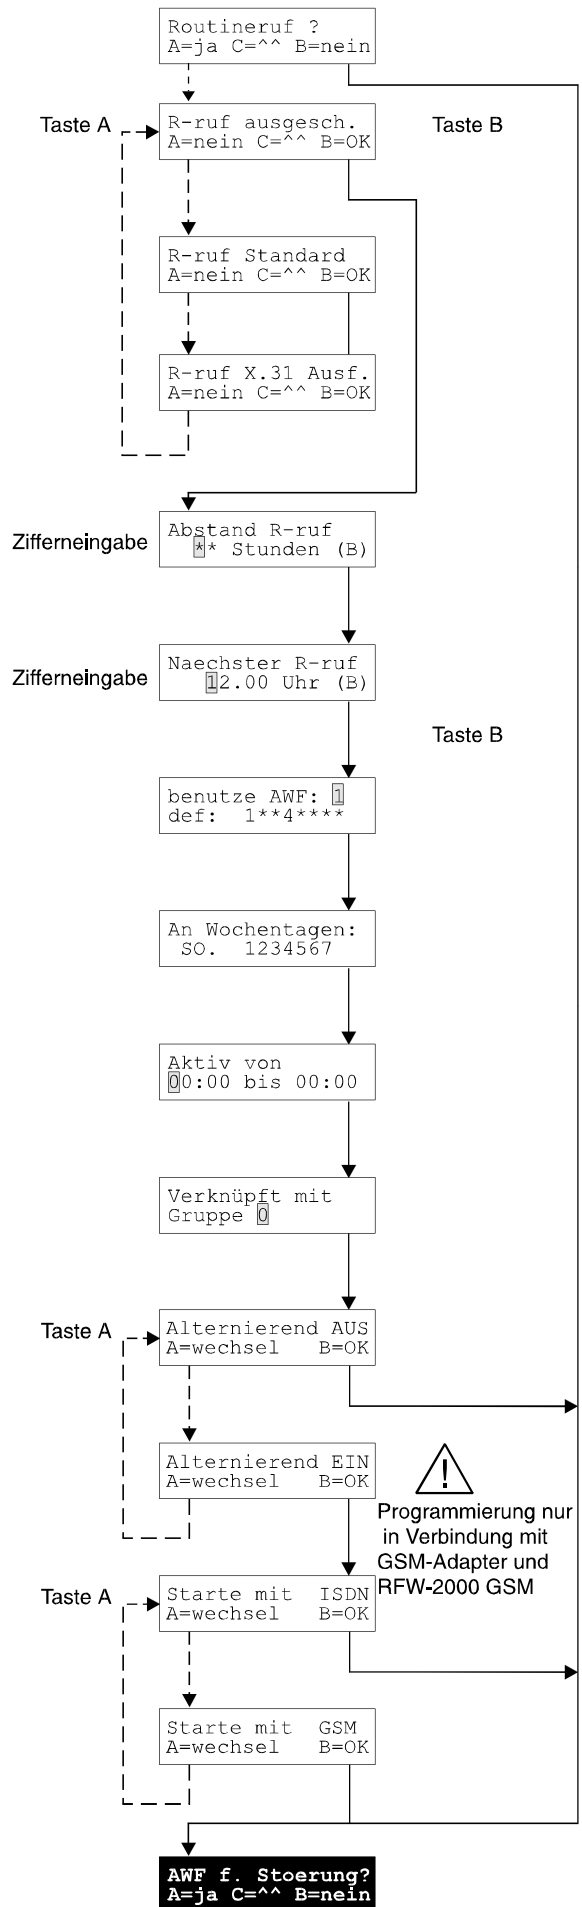 Routineruf ?
A=ja C=^^ B=nein
Taste A
R-ruf ausgesch.
A=nein C=^^ B=OK
Taste B
R-ruf Standard
A=nein C=^^ B=OK
R-ruf X.31 Ausf.
A=nein C=^^ B=OK
Zifferneingabe
Abstand R-ruf
** Stunden (B)
Zifferneingabe
Naechster R-ruf
12.00 Uhr (B)
Taste B
benutze AWF: 1
def: 1**4****
An Wochentagen:
SO. 1234567
Aktiv von
00:00 bis 00:00
Verknüpft mit
Gruppe 0
Taste A
Alternierend AUS
A=wechsel B=OK
Alternierend EIN
A=wechsel B=OK
!
Programmierung nur
in Verbindung mit
GSM-Adapter und
RFW-2000 GSM
Taste A
Starte mit ISDN
A=wechsel B=OK
Starte mit GSM
A=wechsel B=OK
AWF f. Stoerung?
A=ja C=^^ B=nein